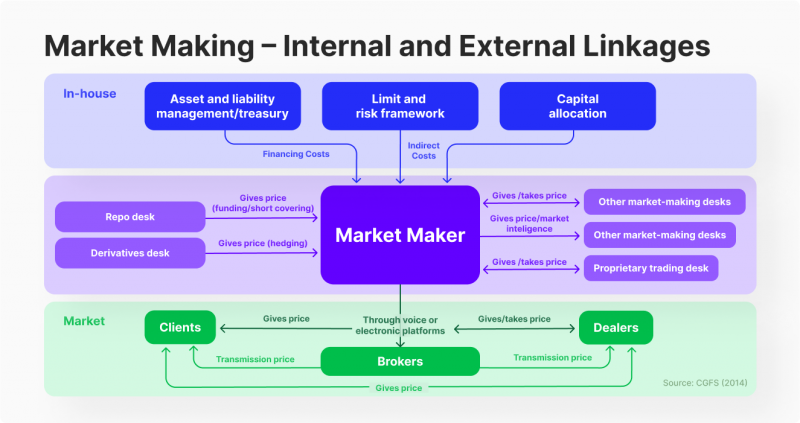 Market Making – Internal and External Linkages
In-house
Asset and liability
management/treasury
Limit and
risk framework
Capital
allocation
Financing Costs
Indirect
Costs
Repo desk
Derivatives desk
Gives price
(funding/short covering)
Gives price (hedging)
Market Maker
Gives /takes price
Gives price/market
inteligence
Gives /takes price
Other market-making desks
Other market-making desks
Proprietary trading desk
Market
Clients
Gives price
Through voice or
electronic platforms
Gives/takes price
Dealers
Transmission price
Brokers
Transmission price
Gives price
Source: CGFS (2014)